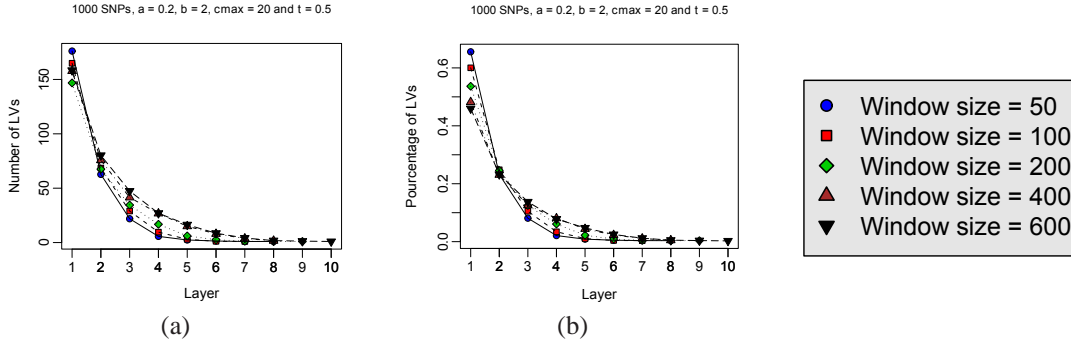 1000 SNPs, a = 0.2, b = 2, cmax = 20 and t = 0.5
Number of LVs
0 50 100 150
1 2 3 4 5 6 7 8 9 10
Layer
(a)
1000 SNPs, a = 0.2, b = 2, cmax = 20 and t = 0.5
Pourcentage of LVs
0.0 0.2 0.4 0.6
1 2 3 4 5 6 7 8 9 10
Layer
(b)
Window size = 50
Window size = 100
Window size = 200
Window size = 400
Window size = 600